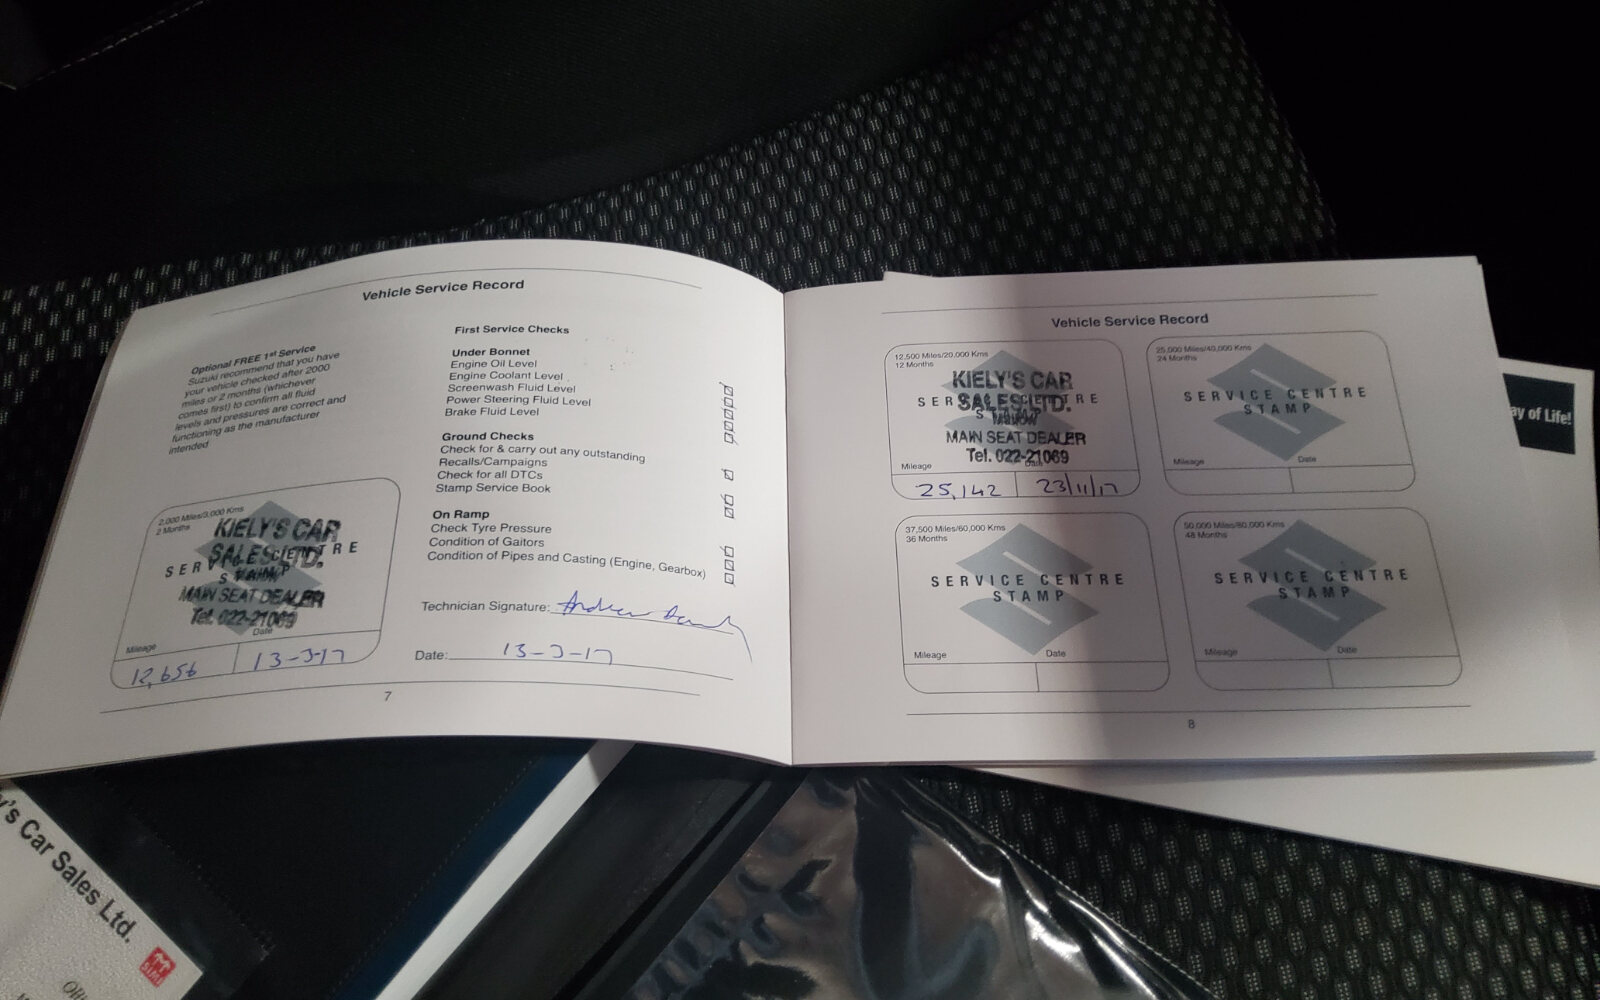 Vehicle Service Record
Optional FREE 1st Service
Suzuki recommend that you have
your vehicle checked after 2000
miles or 2 months (whichever
comes first) to confirm all fluid
levels and pressures are correct and
functioning as the manufacturer
intended
2,000 Miles/3,000 Kms
2 Months
KIELY'S CAR
SALES LTD.
SERVICE CENTRE
STAMP
MAIN SEAT DEALER
Tel. 022-21069
Mileage
Date
12,656
13-3-17
First Service Checks
Under Bonnet
Engine Oil Level
Engine Coolant Level
Screenwash Fluid Level
Power Steering Fluid Level
Brake Fluid Level
Ground Checks
Check for & carry out any outstanding
Recalls/Campaigns
Check for all DTCs
Stamp Service Book
On Ramp
Check Tyre Pressure
Condition of Gaitors
Condition of Pipes and Casting (Engine, Gearbox)
Technician Signature: Andrew
Date: 13-3-17
7
Vehicle Service Record
12,500 Miles/20,000 Kms
12 Months
KIELY'S CAR
SALES LTD.
SERVICE CENTRE
STAMP
MAIN SEAT DEALER
Tel. 022-21069
Mileage
Date
25,142
23/11/17
25,000 Miles/40,000 Kms
24 Months
SERVICE CENTRE
STAMP
Mileage
Date
37,500 Miles/60,000 Kms
36 Months
SERVICE CENTRE
STAMP
Mileage
Date
50,000 Miles/80,000 Kms
48 Months
SERVICE CENTRE
STAMP
Mileage
Date
8
ay of Life!
y's Car Sales Ltd.
SIMI